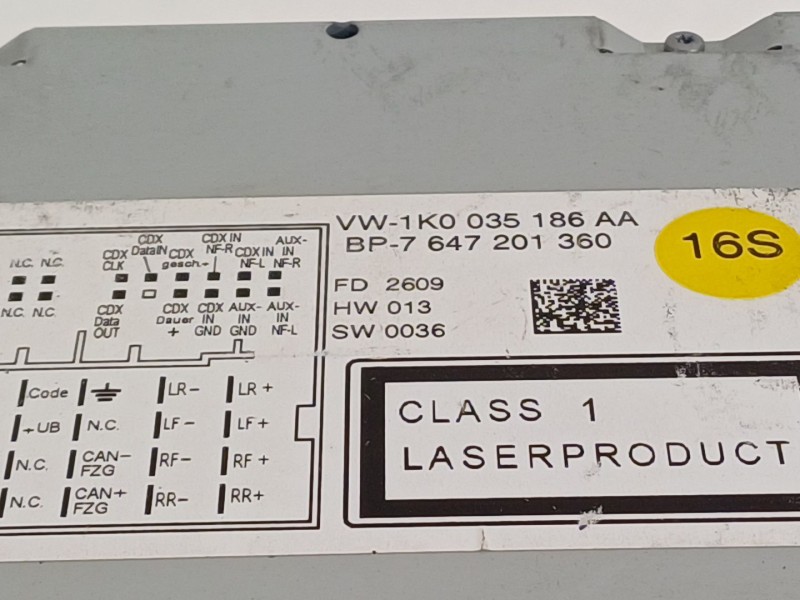 VW-1K0 035 186 AA
BP-7 647 201 360
16S
FD 2609
HW 013
SW 0036
CLASS 1
LASERPRODUCT
N.C. N.C.
N.C. N.C.
CDX CLK
CDX DataIN
CDX gesch.-
CDX IN NF-R
CDX IN NF-L
AUX-IN NF-R
CDX Data OUT
CDX Dauer +
CDX IN GND
AUX-GND
AUX-IN NF-L
Code LR- LR+
+UB N.C. LF- LF+
N.C. CAN- FZG RF- RF+
N.C. CAN+ FZG RR- RR+